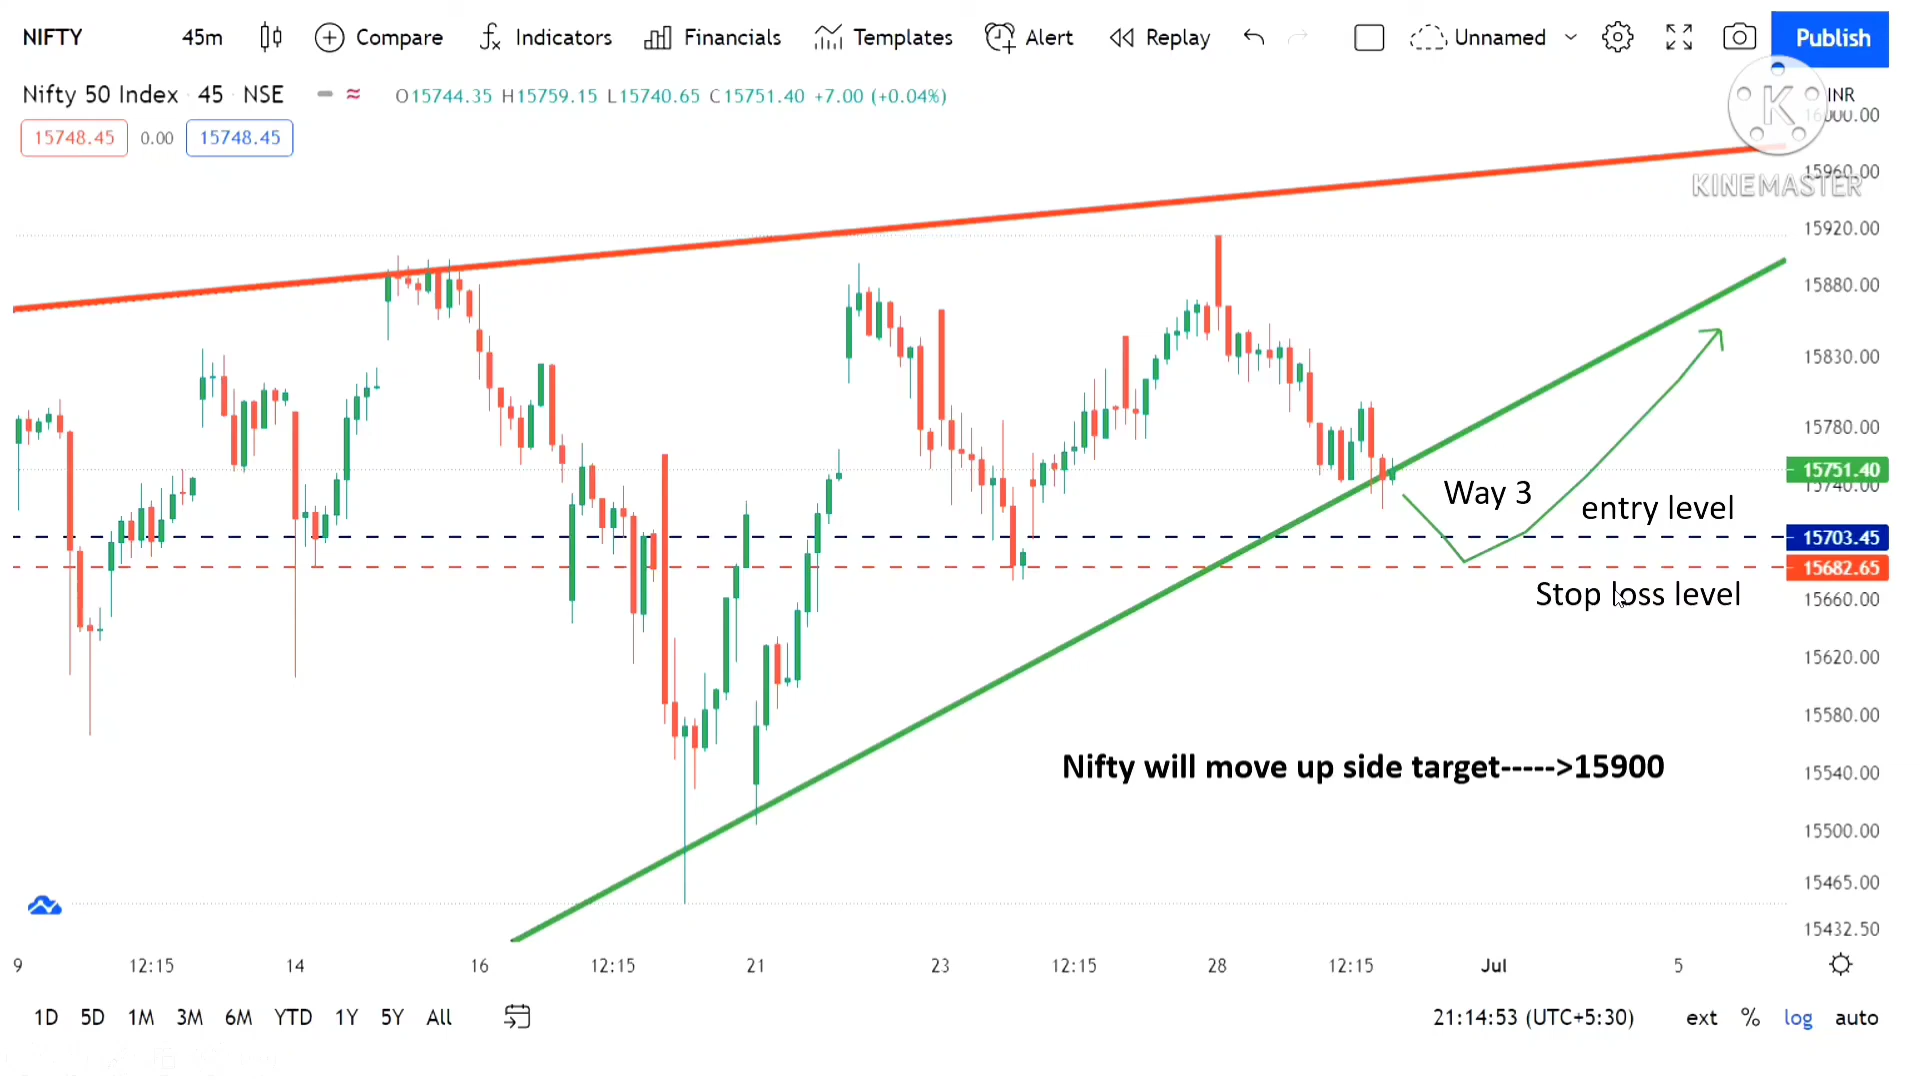 NIFTY 45m Compare Indicators Financials Templates Alert Replay Unnamed Publish
Nifty 50 Index · 45 · NSE O15744.35 H15759.15 L15740.65 C15751.40 +7.00 (+0.04%)
INR
15748.45 0.00 15748.45
K
KINEMASTER
15960.00
15920.00
15880.00
15830.00
15780.00
15751.40
15740.00
Way 3
entry level
15703.45
15682.65
Stop loss level
15660.00
15620.00
15580.00
Nifty will move up side target----->15900
15540.00
15500.00
15465.00
15432.50
9 12:15 14 16 12:15 21 23 12:15 28 12:15 Jul 5
1D 5D 1M 3M 6M YTD 1Y 5Y All 21:14:53 (UTC+5:30) ext % log auto